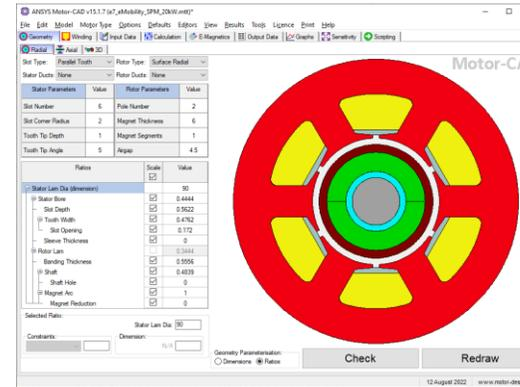 ANSYS Motor-CAD v15.1.7 (e7_eMobility_SPM_20kW.mtt)*
File Edit Model Motor Type Options Defaults Editors View Results Tools Licence Print Help
Geometry Winding Input Data Calculation E-Magnetics Output Data Graphs Sensitivity Scripting
Radial Axial 3D
Slot Type: Parallel Tooth Rotor Type: Surface Radial
Stator Ducts: None Rotor Ducts: None
Motor-CA
Stator Parameters Value Rotor Parameters Value
Slot Number 6 Pole Number 2
Slot Corner Radius 2 Magnet Thickness 6
Tooth Tip Depth 1 Magnet Segments 1
Tooth Tip Angle 5 Airgap 4.5
Ratios Scale Value
Stator Lam Dia (dimension) 90
Stator Bore 0.4444
Slot Depth 0.5622
Tooth Width 0.4762
Slot Opening 0.172
Sleeve Thickness 0
Rotor Lam 0.3444
Banding Thickness 0.5556
Shaft 0.4039
Shaft Hole 0
Magnet Arc 1
Magnet Reduction 0
Selected Ratio:
Stator Lam Dia: 90
Constraints: Dimension:
N/A
Geometry Parameterisation:
Dimensions Ratios
Check Redraw
12 August 2022 www.motor-des